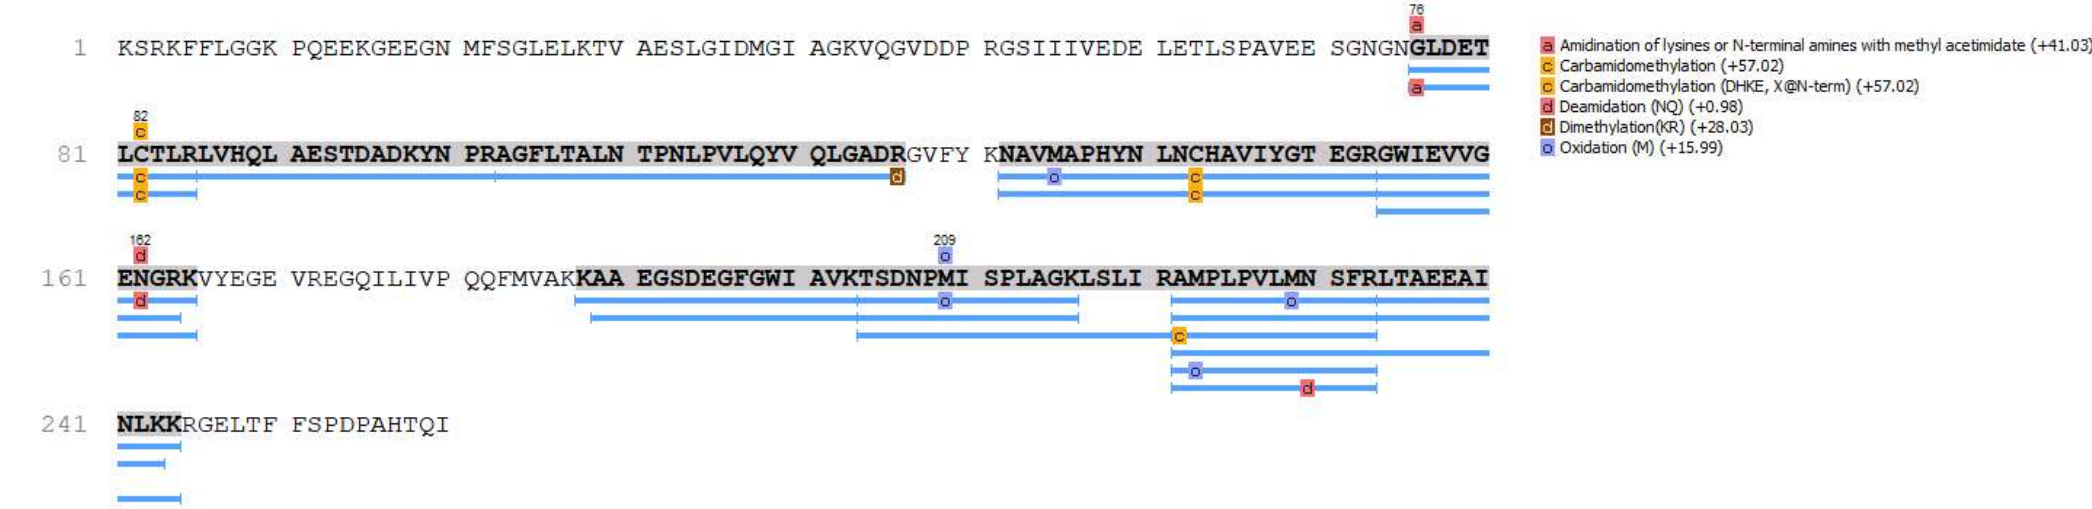 76
a
1 KSRKFFLGGK PQEEKGEEGN MFSGLELKTV AESLGIDMGI AGKVQGVDDP RGSIIIVEDE LETLSPAVEE SGNGNGLDET
a
82
c
81 LCTLRLVHQL AESTDADKYN PRAGFLTALN TPNLPVLQYV QLGADRGVFY KNAVMAPHYN LNCHAVIYGT EGRGWIEVVG
c d o c
c c
162 209
d o
161 ENGRKVYEGE VREGQILIVP QQFMVAKKAA EGSDEGFGWI AVKTSDNPMI SPLAGKLSLI RAMPLPVLMN SFRLTAEEAI
d o o
c
o
d
241 NLKKRGELTF FSPDPAHTQI
a Amidination of lysines or N-terminal amines with methyl acetimidate (+41.03)
c Carbamidomethylation (+57.02)
c Carbamidomethylation (DHKE, X@N-term) (+57.02)
d Deamidation (NQ) (+0.98)
d Dimethylation(KR) (+28.03)
o Oxidation (M) (+15.99)